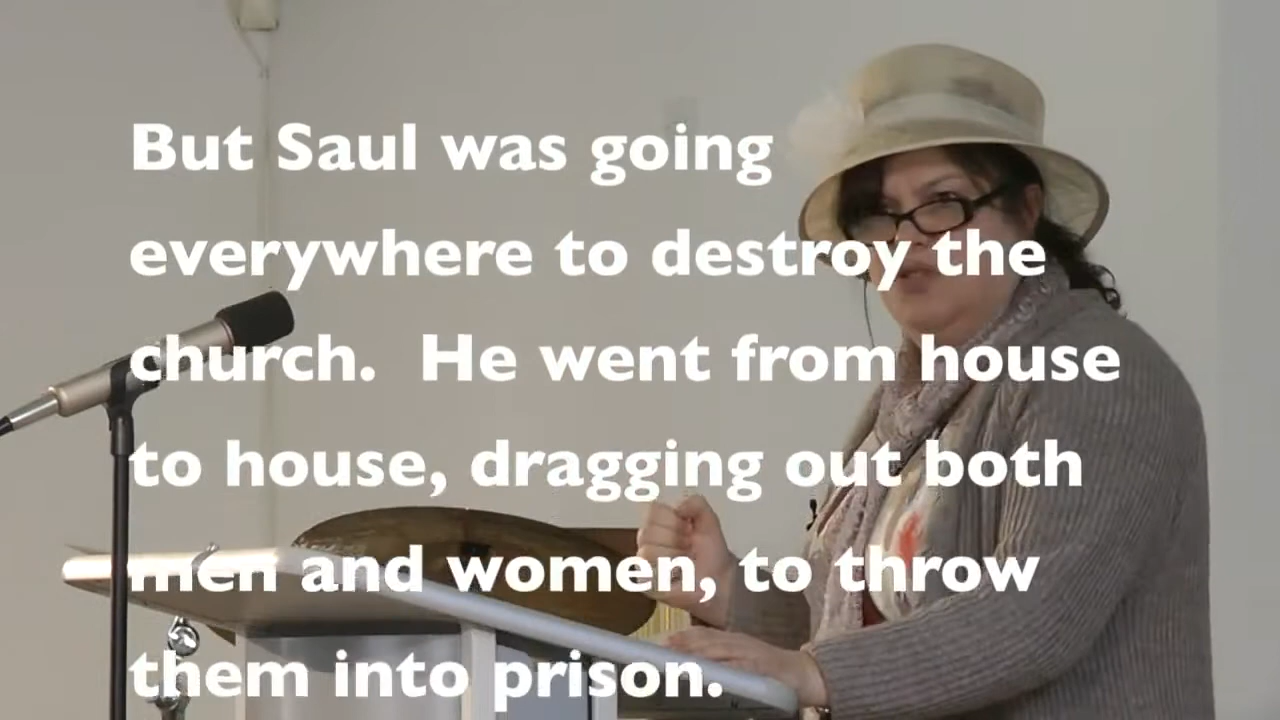 But Saul was going
everywhere to destroy the
church.  He went from house
to house, dragging out both
men and women, to throw
them into prison.